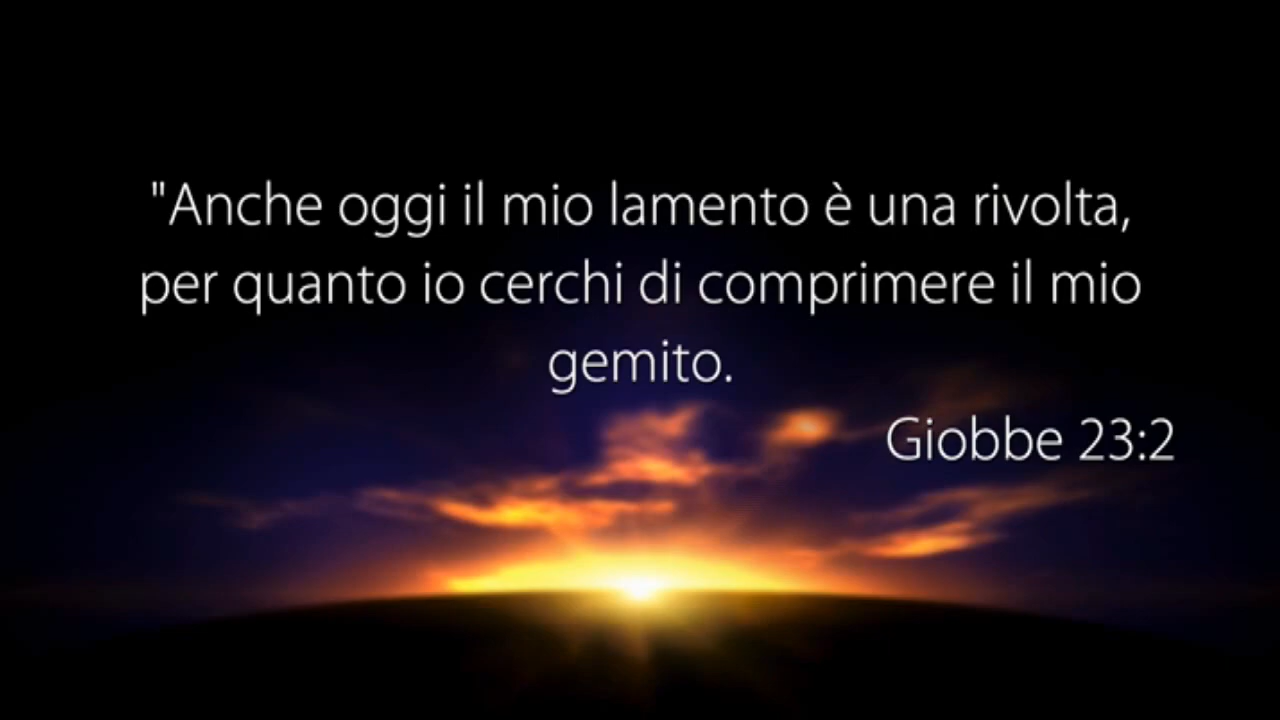 "Anche oggi il mio lamento è una rivolta,
per quanto io cerchi di comprimere il mio
gemito.
Giobbe 23:2